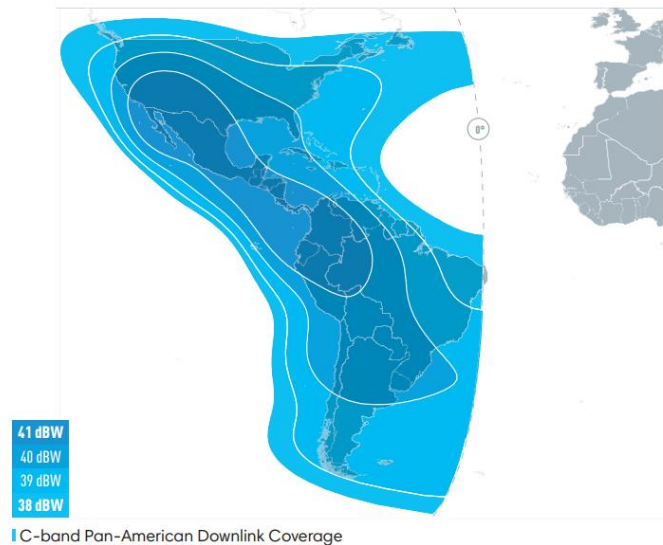 0°
41 dBW
40 dBW
39 dBW
38 dBW
C-band Pan-American Downlink Coverage